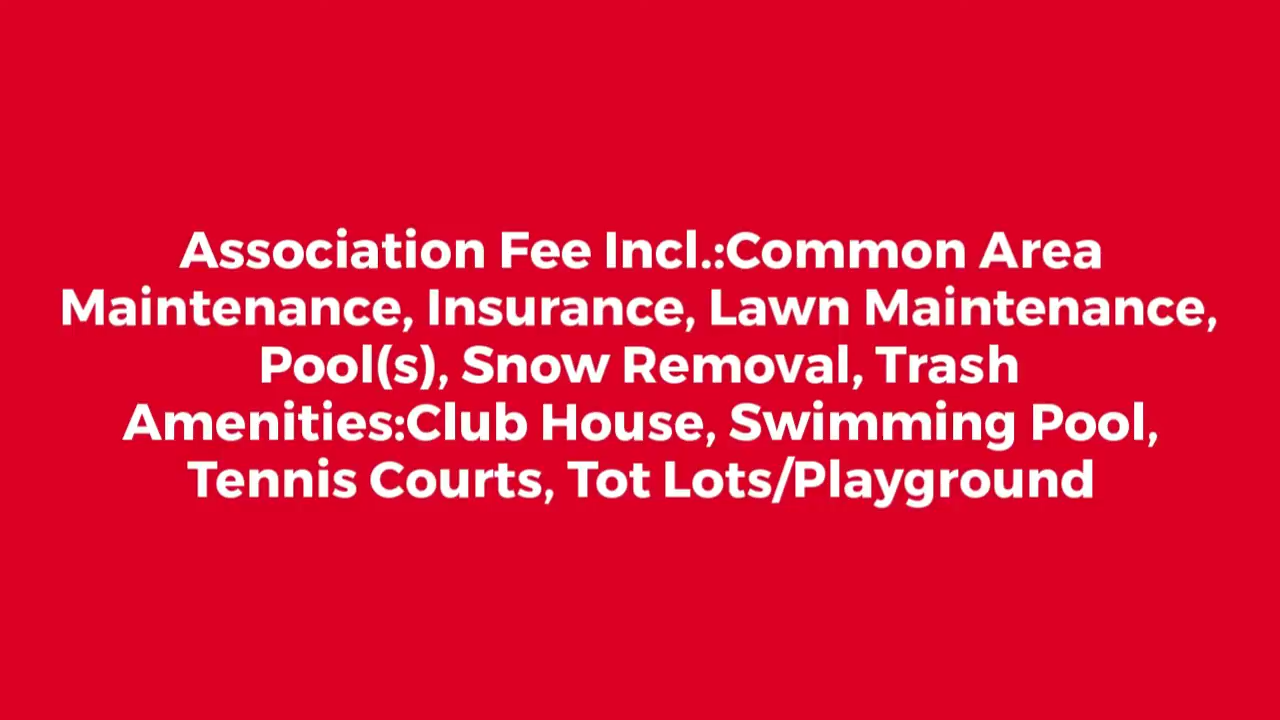 Association Fee Incl.:Common Area
Maintenance, Insurance, Lawn Maintenance,
Pool(s), Snow Removal, Trash
Amenities:Club House, Swimming Pool,
Tennis Courts, Tot Lots/Playground